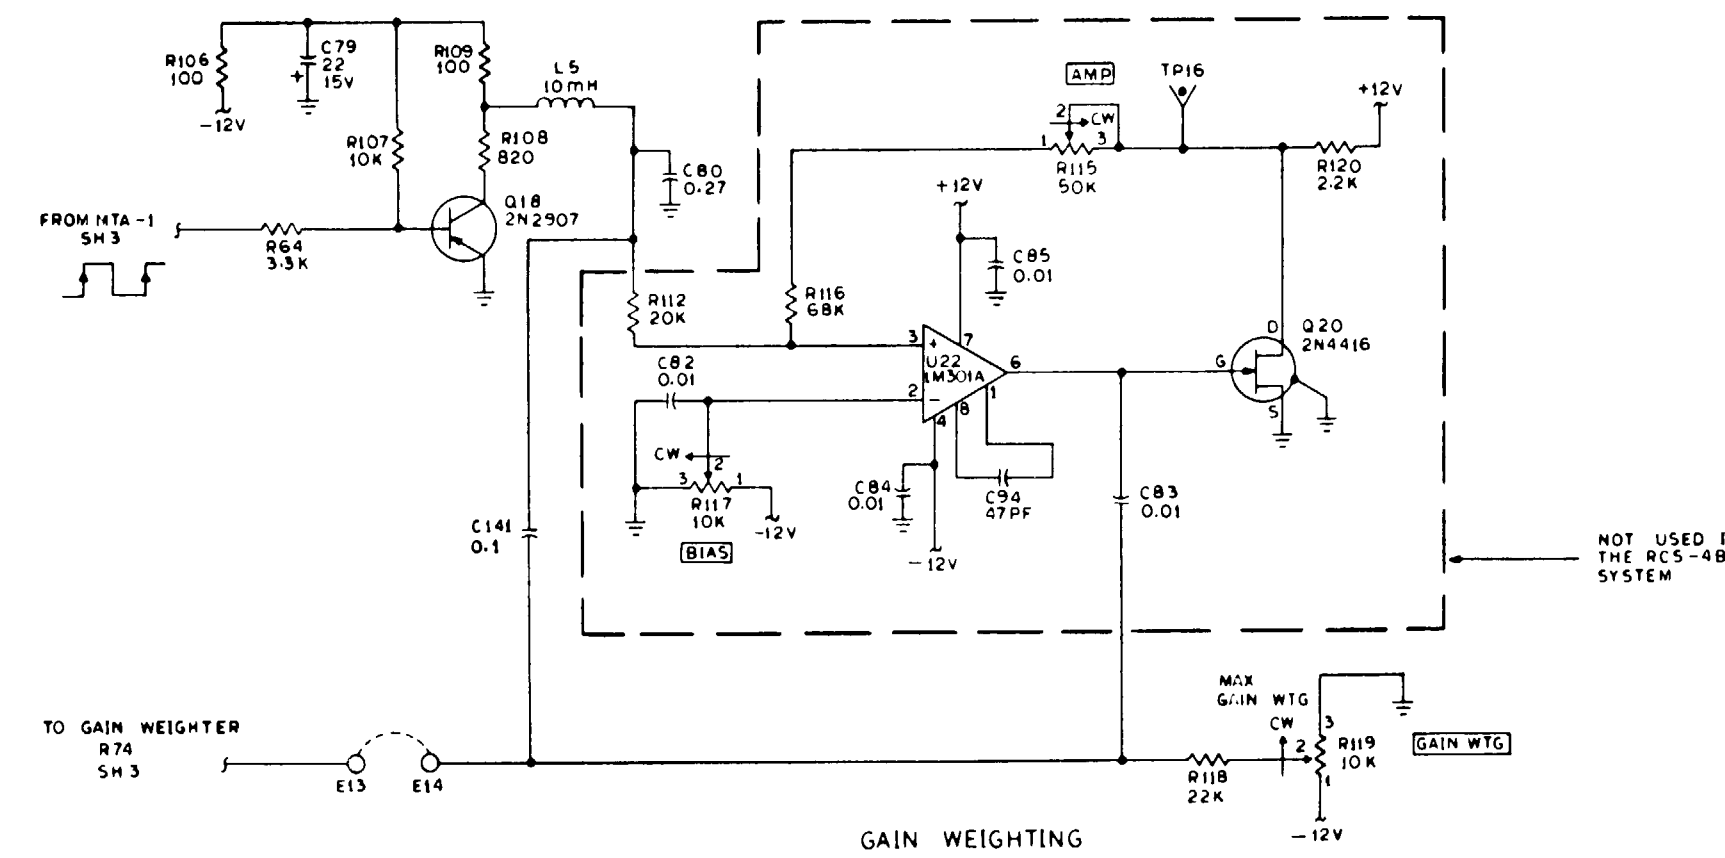 R106
100
-12V
C79
22
15V
+
R109
100
L5
10mH
R107
10K
R108
820
C80
0.27
Q18
2N2907
FROM MTA-1
SH3
R64
3.3K
AMP
TP16
+12V
2
CW
1
3
R115
50K
R120
2.2K
+12V
C85
0.01
R112
20K
R116
68K
3
+
7
U22
LM301A
6
2
-
4
8
1
D
Q20
2N4416
G
S
C82
0.01
CW
2
3
1
R117
10K
-12V
BIAS
C84
0.01
-12V
C94
47PF
C83
0.01
C141
0.1
NOT USED
THE RCS-4B
SYSTEM
TO GAIN WEIGHTER
R74
SH3
E13
E14
MAX
GAIN WTG
CW
3
2
R119
10K
1
GAIN WTG
R118
22K
-12V
GAIN WEIGHTING